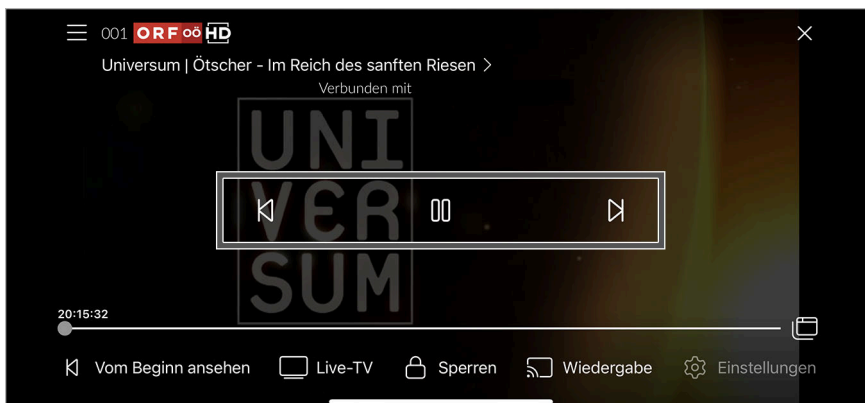 001 ORF oö HD
Universum | Ötscher - Im Reich des sanften Riesen >
Verbunden mit
UNI
VER
SUM
20:15:32
Vom Beginn ansehen Live-TV Sperren Wiedergabe Einstellungen